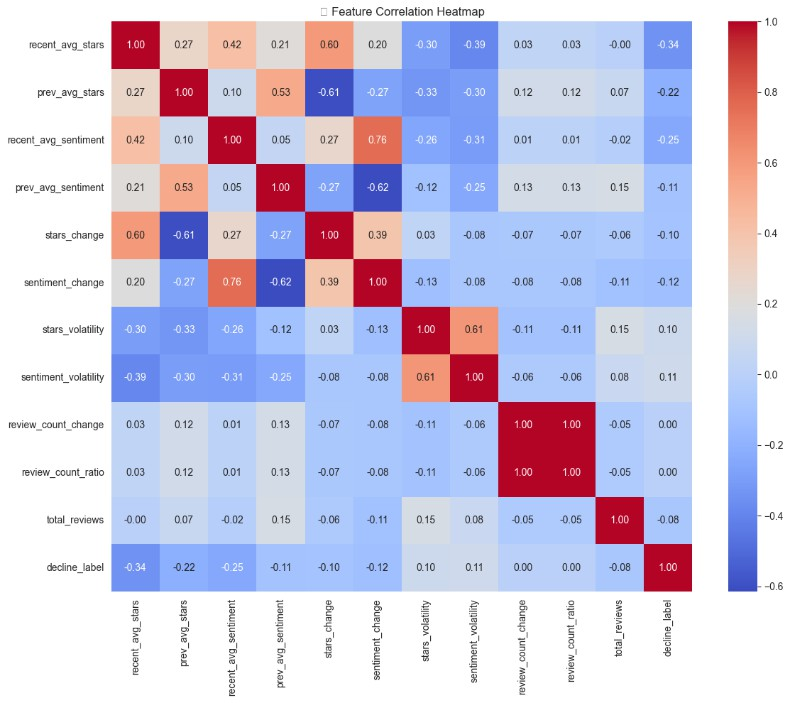 ▯ Feature Correlation Heatmap
recent_avg_stars 1.00 0.27 0.42 0.21 0.60 0.20 -0.30 -0.39 0.03 0.03 -0.00 -0.34
prev_avg_stars 0.27 1.00 0.10 0.53 -0.61 -0.27 -0.33 -0.30 0.12 0.12 0.07 -0.22
recent_avg_sentiment 0.42 0.10 1.00 0.05 0.27 0.76 -0.26 -0.31 0.01 0.01 -0.02 -0.25
prev_avg_sentiment 0.21 0.53 0.05 1.00 -0.27 -0.62 -0.12 -0.25 0.13 0.13 0.15 -0.11
stars_change 0.60 -0.61 0.27 -0.27 1.00 0.39 0.03 -0.08 -0.07 -0.07 -0.06 -0.10
sentiment_change 0.20 -0.27 0.76 -0.62 0.39 1.00 -0.13 -0.08 -0.08 -0.08 -0.11 -0.12
stars_volatility -0.30 -0.33 -0.26 -0.12 0.03 -0.13 1.00 0.61 -0.11 -0.11 0.15 0.10
sentiment_volatility -0.39 -0.30 -0.31 -0.25 -0.08 -0.08 0.61 1.00 -0.06 -0.06 0.08 0.11
review_count_change 0.03 0.12 0.01 0.13 -0.07 -0.08 -0.11 -0.06 1.00 1.00 -0.05 0.00
review_count_ratio 0.03 0.12 0.01 0.13 -0.07 -0.08 -0.11 -0.06 1.00 1.00 -0.05 0.00
total_reviews -0.00 0.07 -0.02 0.15 -0.06 -0.11 0.15 0.08 -0.05 -0.05 1.00 -0.08
decline_label -0.34 -0.22 -0.25 -0.11 -0.10 -0.12 0.10 0.11 0.00 0.00 -0.08 1.00
recent_avg_stars
prev_avg_stars
recent_avg_sentiment
prev_avg_sentiment
stars_change
sentiment_change
stars_volatility
sentiment_volatility
review_count_change
review_count_ratio
total_reviews
decline_label
1.0
0.8
0.6
0.4
0.2
0.0
−0.2
−0.4
−0.6